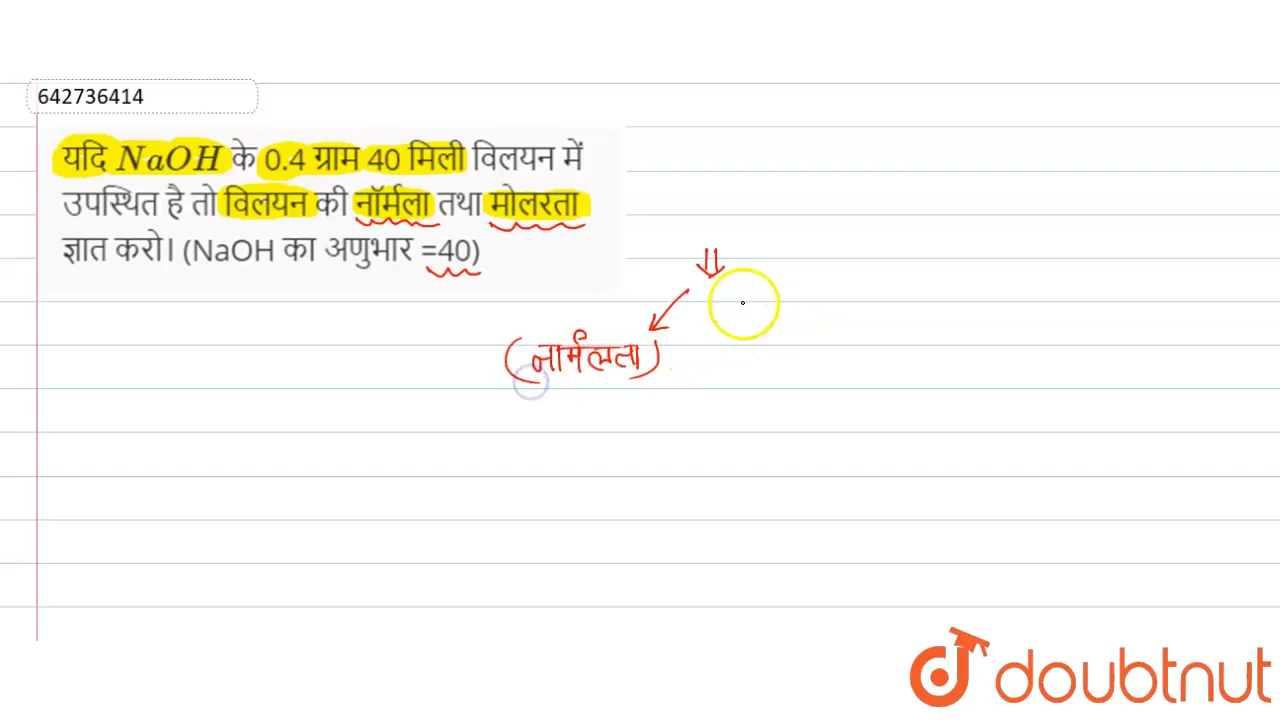 642736414
यदि NaOH के 0.4 ग्राम 40 मिली विलयन में
उपस्थित है तो विलयन की नॉर्मला तथा मोलरता
ज्ञात करो। (NaOH का अणुभार =40)
(नार्मलता)
doubtnut